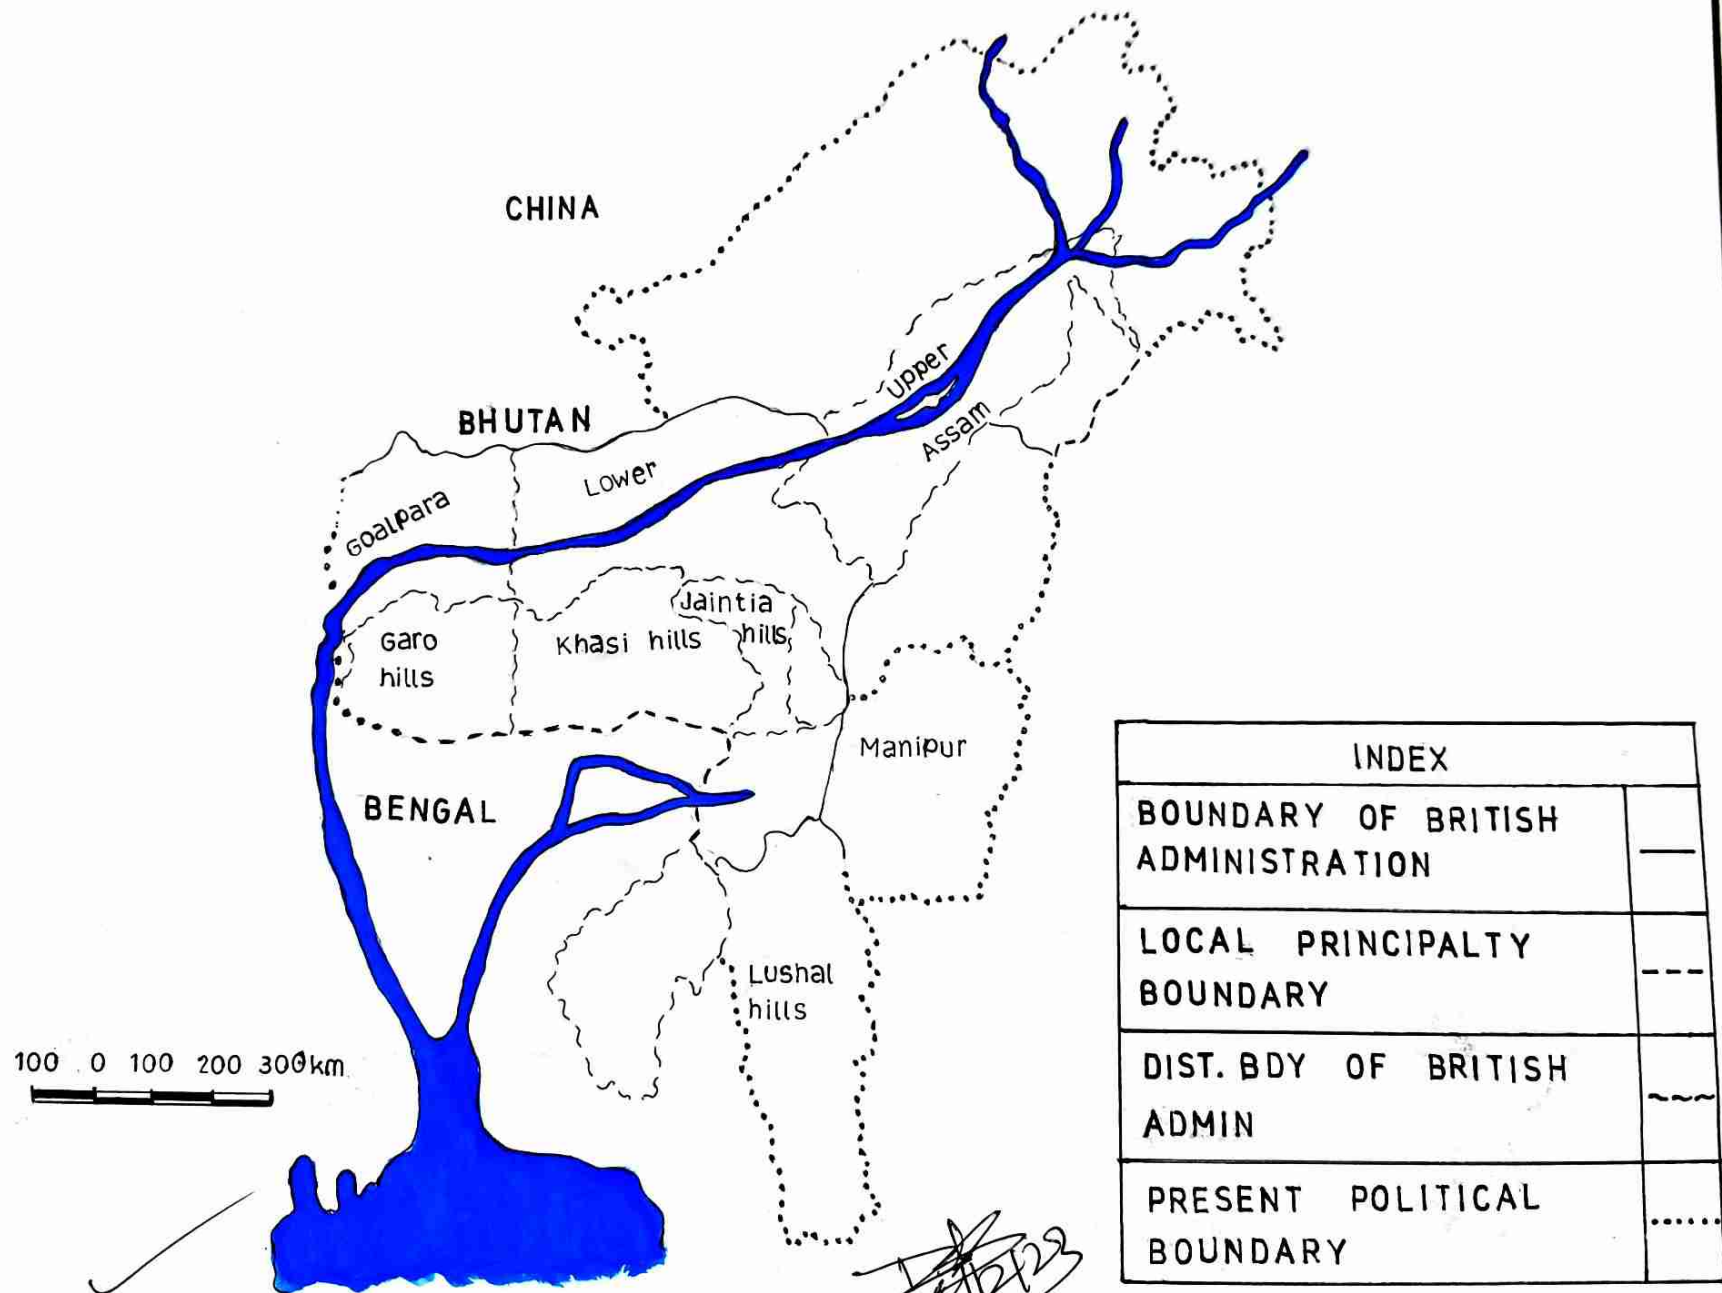 CHINA
BHUTAN
Upper
Assam
Lower
Goalpara
Jaintia
hills
Khasi hills
Garo
hills
Manipur
BENGAL
Lushal
hills
100 0 100 200 300km
INDEX
BOUNDARY OF BRITISH
ADMINISTRATION
LOCAL PRINCIPALTY
BOUNDARY
DIST. BDY OF BRITISH
ADMIN
PRESENT POLITICAL
BOUNDARY